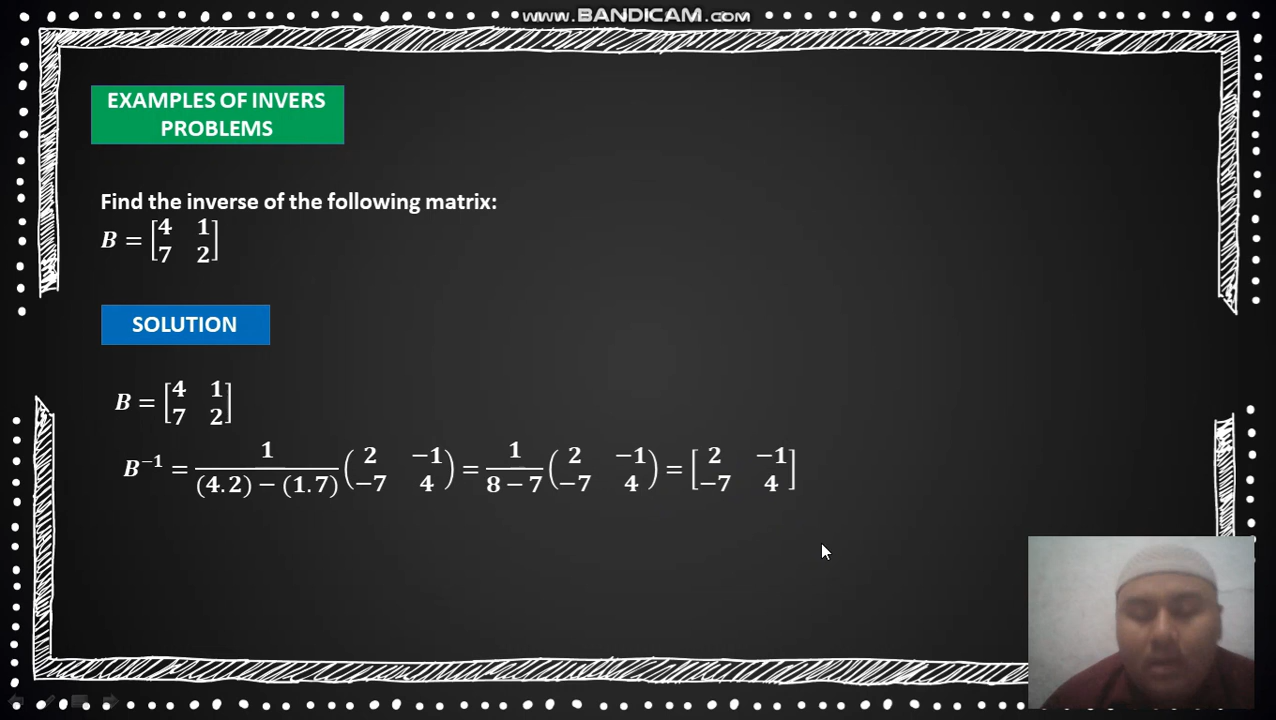 www.BANDICAM.com
EXAMPLES OF INVERS
PROBLEMS
Find the inverse of the following matrix:
B = [4 1
7 2]
SOLUTION
B = [4 1
7 2]
B⁻¹ = 1/((4.2) − (1.7)) (2 −1
−7 4) = 1/(8 − 7) (2 −1
−7 4) = [2 −1
−7 4]